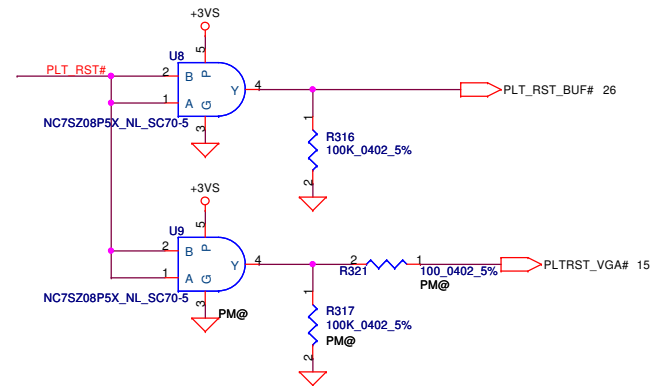 +3VS
U8
5
P
PLT_RST#
2
B
Y
4
PLT_RST_BUF# 26
1
A
G
NC7SZ08P5X_NL_SC70-5
3
1
R316
100K_0402_5%
2
+3VS
U9
5
P
2
B
Y
4
2
R321
1
100_0402_5%
PM@
PLTRST_VGA# 15
1
A
G
NC7SZ08P5X_NL_SC70-5
3
PM@
1
R317
100K_0402_5%
PM@
2